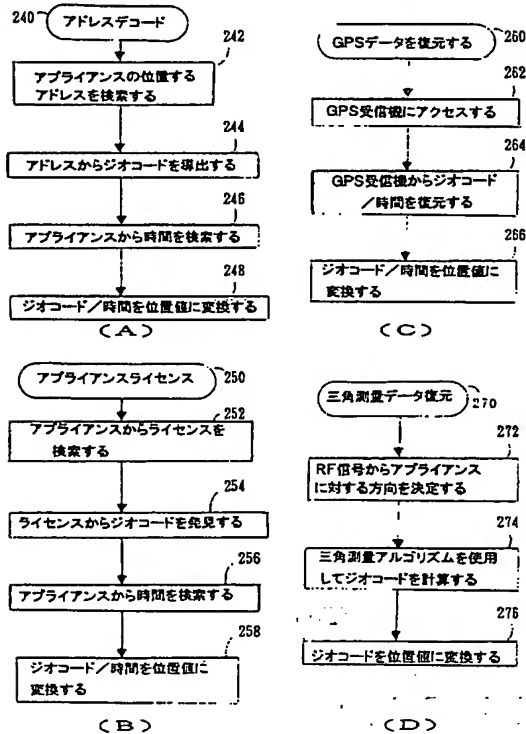 240
アドレスデコード
242
アプライアンスの位置する
アドレスを検索する
244
アドレスからジオコードを導出する
246
アプライアンスから時間を検索する
248
ジオコード／時間を位置値に変換する
(A)
アプライアンスライセンス
250
252
アプライアンスからライセンスを
検索する
254
ライセンスからジオコードを発見する
256
アプライアンスから時間を検索する
258
ジオコード／時間を位置値に
変換する
(B)
GPSデータを復元する
260
262
GPS受信機にアクセスする
264
GPS受信機からジオコード
／時間を復元する
266
ジオコード／時間を位置値に
変換する
(C)
三角測量データ復元
270
272
RF信号からアプライアンス
に対する方向を決定する
274
三角測量アルゴリズムを使用
してジオコードを計算する
276
ジオコードを位置値に変換する
(D)